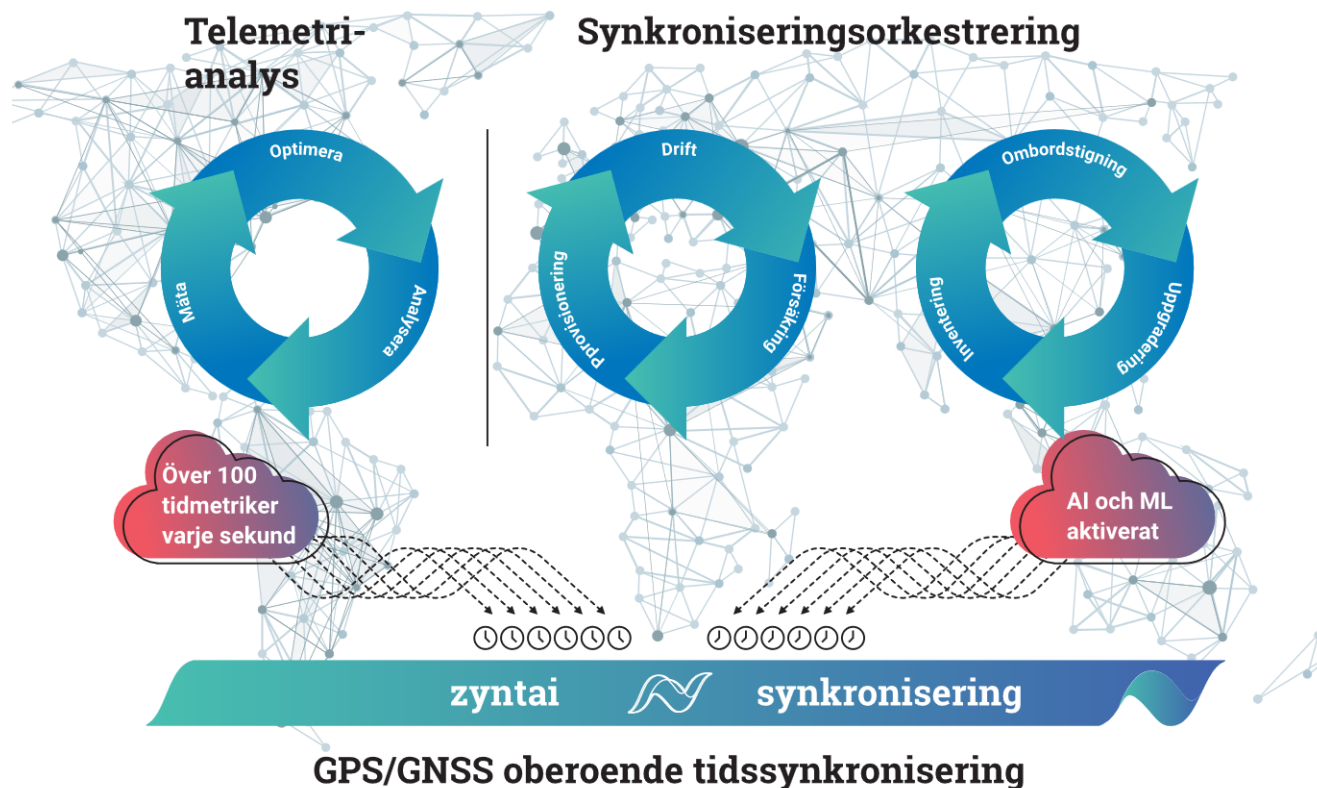 Telemetri-
analys
Synkroniseringsorkestrering
Optimera
Mäta
Analysera
Drift
Pprovisionering
Försäkring
Ombordstigning
Inventering
Uppgradering
Över 100
tidmetriker
varje sekund
AI och ML
aktiverat
zyntai synkronisering
GPS/GNSS oberoende tidssynkronisering